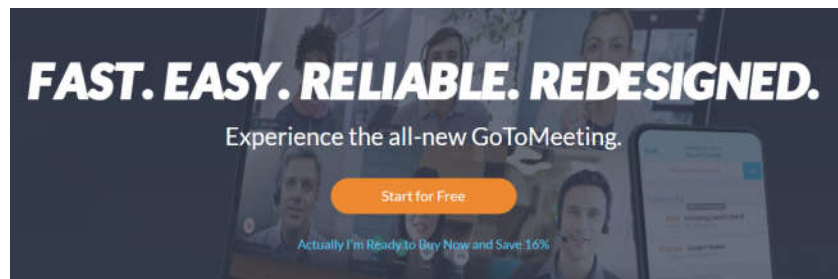 FAST. EASY. RELIABLE. REDESIGNED.
Experience the all-new GoToMeeting.
Start for Free
Actually I'm Ready to Buy Now and Save 16%